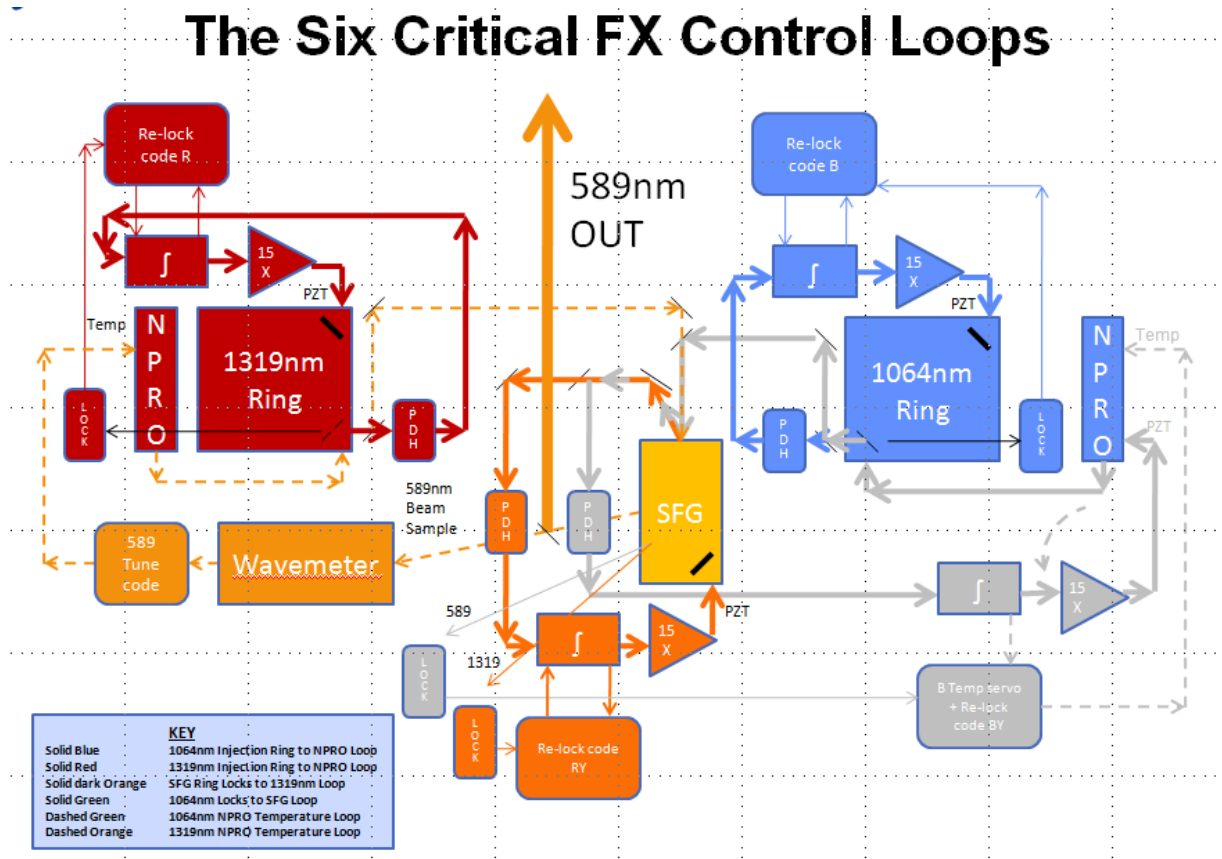 The Six Critical FX Control Loops
Re-lock
code R
∫
15
X
PZT
Temp
N
P
R
O
1319nm
Ring
L
O
C
K
P
D
H
589nm
OUT
Re-lock
code B
∫
15
X
PZT
1064nm
Ring
N
P
R
O
Temp
PZT
P
D
H
L
O
C
K
589nm
Beam
Sample
589
Tune
code
Wavemeter
P
D
H
P
D
H
SFG
PZT
∫
15
X
589
1319
L
O
C
K
L
O
C
K
∫
15
X
Re-lock code
RY
B Temp servo
+ Re-lock
code BY
KEY
Solid Blue 1064nm Injection Ring to NPRO Loop
Solid Red 1319nm Injection Ring to NPRO Loop
Solid dark Orange SFG Ring Locks to 1319nm Loop
Solid Green 1064nm Locks to SFG Loop
Dashed Green 1064nm NPRO Temperature Loop
Dashed Orange 1319nm NPRO Temperature Loop